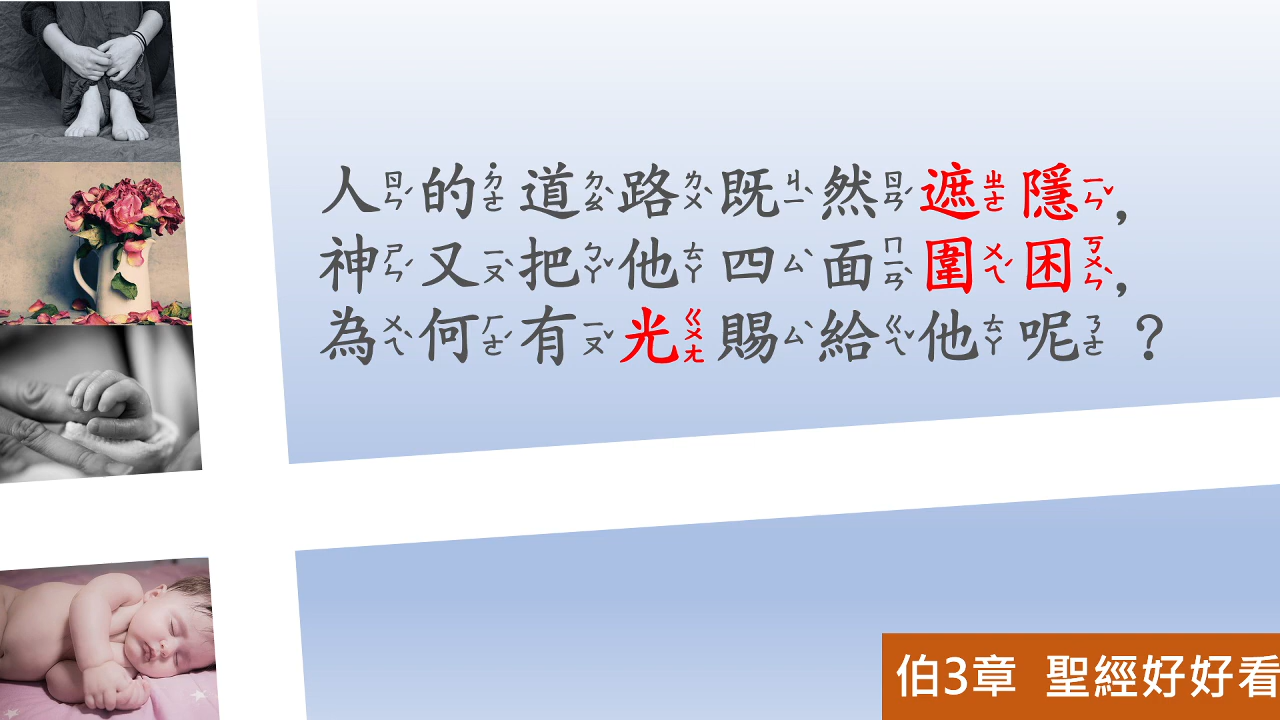 人的道路既然遮隱，
神又把他四面圍困，
為何有光賜給他呢？
伯3章 聖經好好看